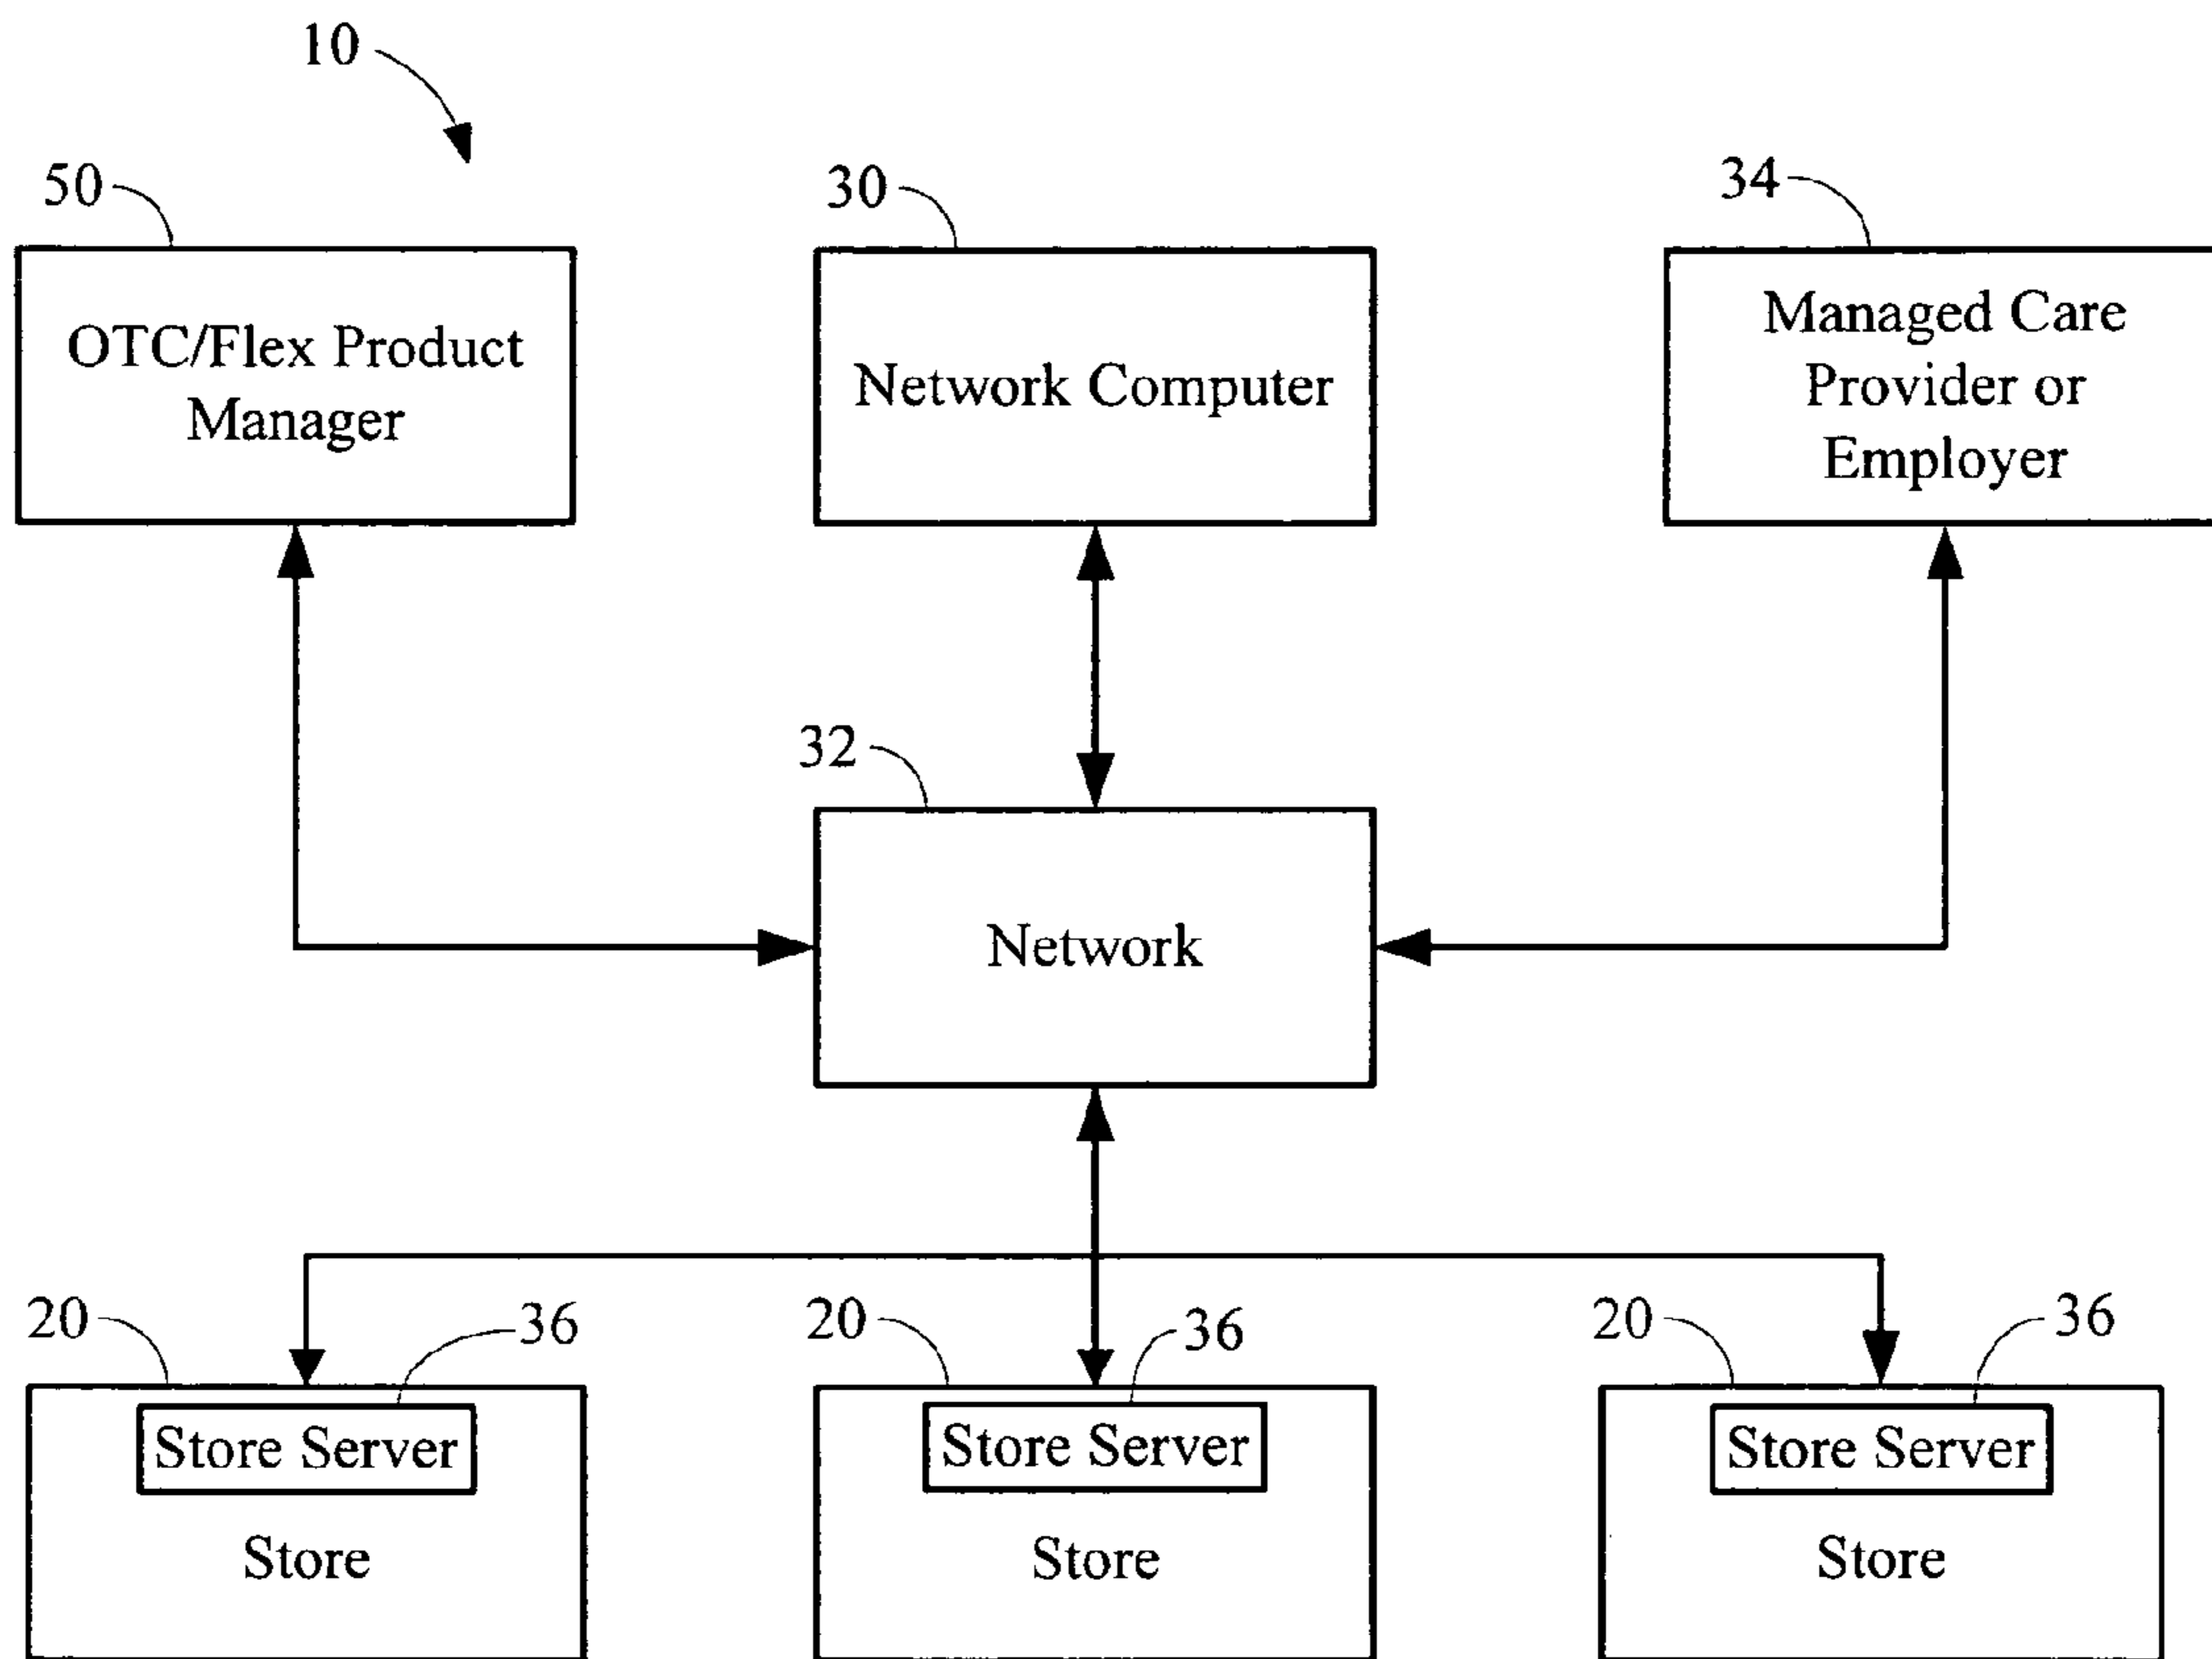 10
50
30
34
OTC/Flex Product
Manager
Network Computer
Managed Care
Provider or
Employer
32
Network
20
36
20
36
20
36
Store Server
Store Server
Store Server
Store
Store
Store